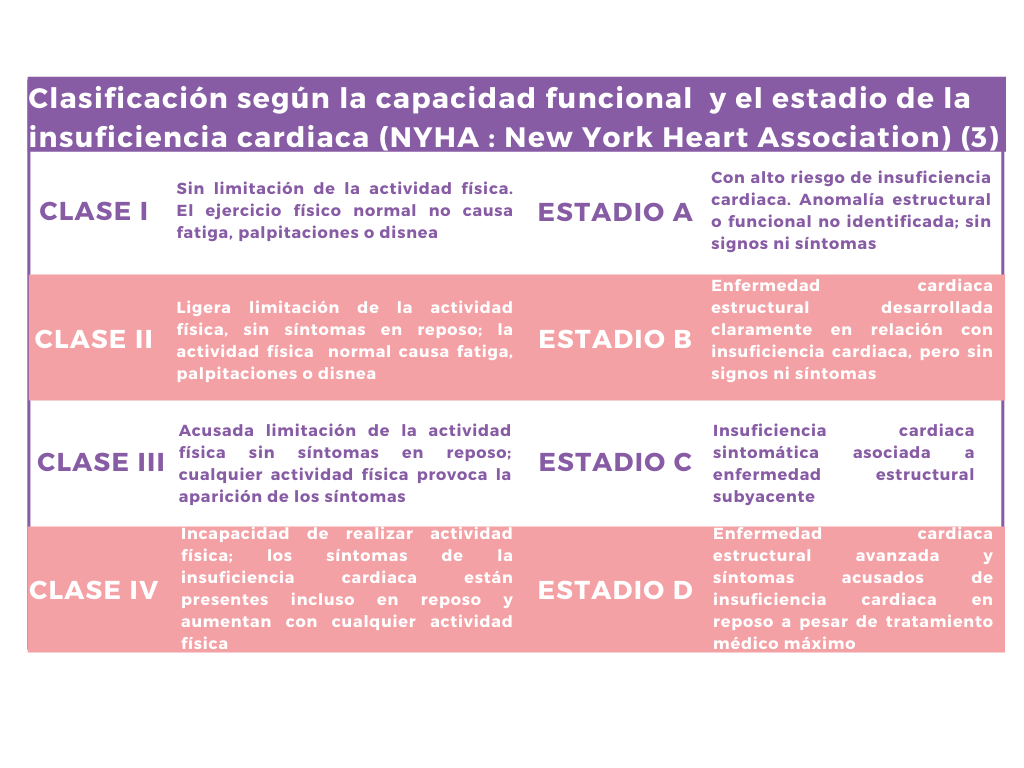 Clasificación según la capacidad funcional y el estadio de la
insuficiencia cardiaca (NYHA : New York Heart Association) (3)
CLASE I
Sin limitación de la actividad física.
El ejercicio físico normal no causa
fatiga, palpitaciones o disnea
ESTADIO A
Con alto riesgo de insuficiencia
cardiaca. Anomalía estructural
o funcional no identificada; sin
signos ni síntomas
CLASE II
Ligera limitación de la actividad
física, sin síntomas en reposo; la
actividad física normal causa fatiga,
palpitaciones o disnea
ESTADIO B
Enfermedad cardiaca
estructural desarrollada
claramente en relación con
insuficiencia cardiaca, pero sin
signos ni síntomas
CLASE III
Acusada limitación de la actividad
física sin síntomas en reposo;
cualquier actividad física provoca la
aparición de los síntomas
ESTADIO C
Insuficiencia cardiaca
sintomática asociada a
enfermedad estructural
subyacente
CLASE IV
Incapacidad de realizar actividad
física; los síntomas de la
insuficiencia cardiaca están
presentes incluso en reposo y
aumentan con cualquier actividad
física
ESTADIO D
Enfermedad cardiaca
estructural avanzada y
síntomas acusados de
insuficiencia cardiaca en
reposo a pesar de tratamiento
médico máximo